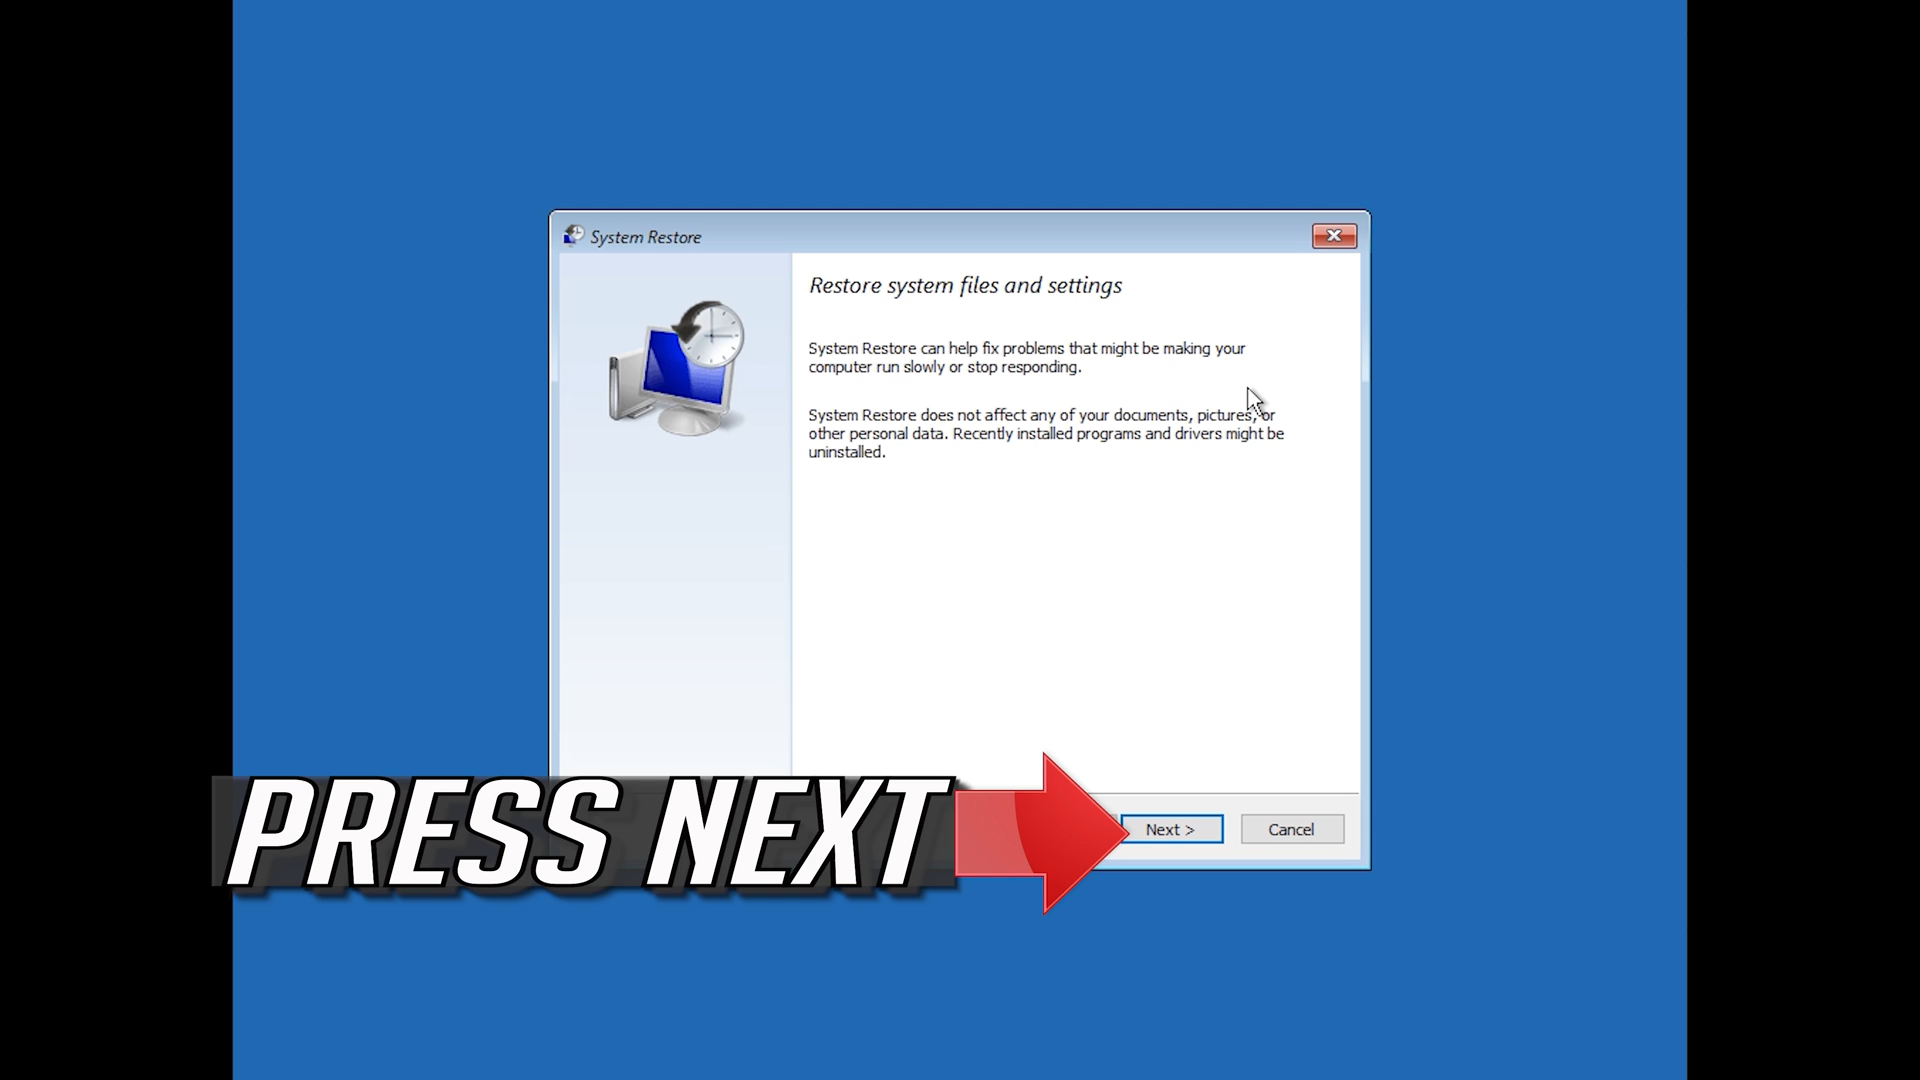 System Restore
Restore system files and settings
System Restore can help fix problems that might be making your
computer run slowly or stop responding.
System Restore does not affect any of your documents, pictures, or
other personal data. Recently installed programs and drivers might be
uninstalled.
PRESS NEXT
Next >
Cancel